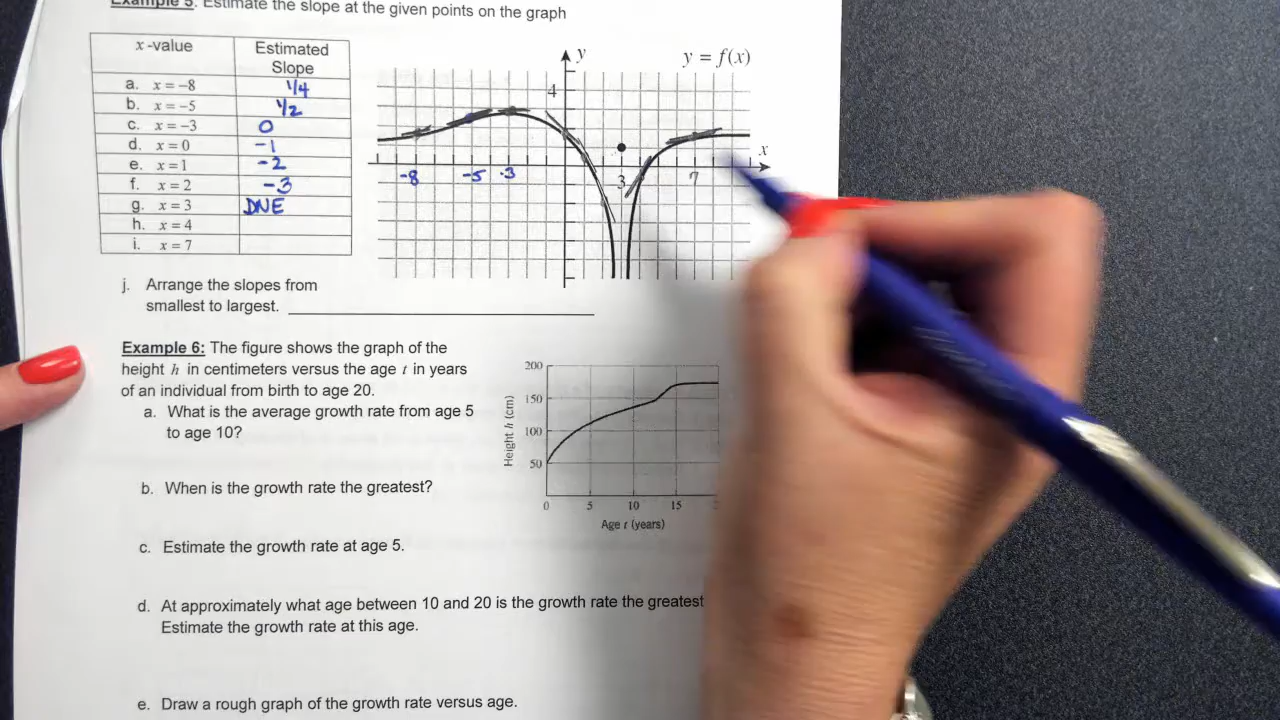 Example 5: Estimate the slope at the given points on the graph
x-value Estimated Slope
a. x = −8 1/4
b. x = −5 1/2
c. x = −3 0
d. x = 0 -1
e. x = 1 -2
f. x = 2 -3
g. x = 3 DNE
h. x = 4
i. x = 7
y
y = f(x)
4
x
-8 -5 -3 3 7
j. Arrange the slopes from
smallest to largest.
Example 6: The figure shows the graph of the
height h in centimeters versus the age t in years
of an individual from birth to age 20.
a. What is the average growth rate from age 5
to age 10?
b. When is the growth rate the greatest?
c. Estimate the growth rate at age 5.
d. At approximately what age between 10 and 20 is the growth rate the greatest
Estimate the growth rate at this age.
e. Draw a rough graph of the growth rate versus age.
Height h (cm)
200
150
100
50
0 5 10 15
Age t (years)